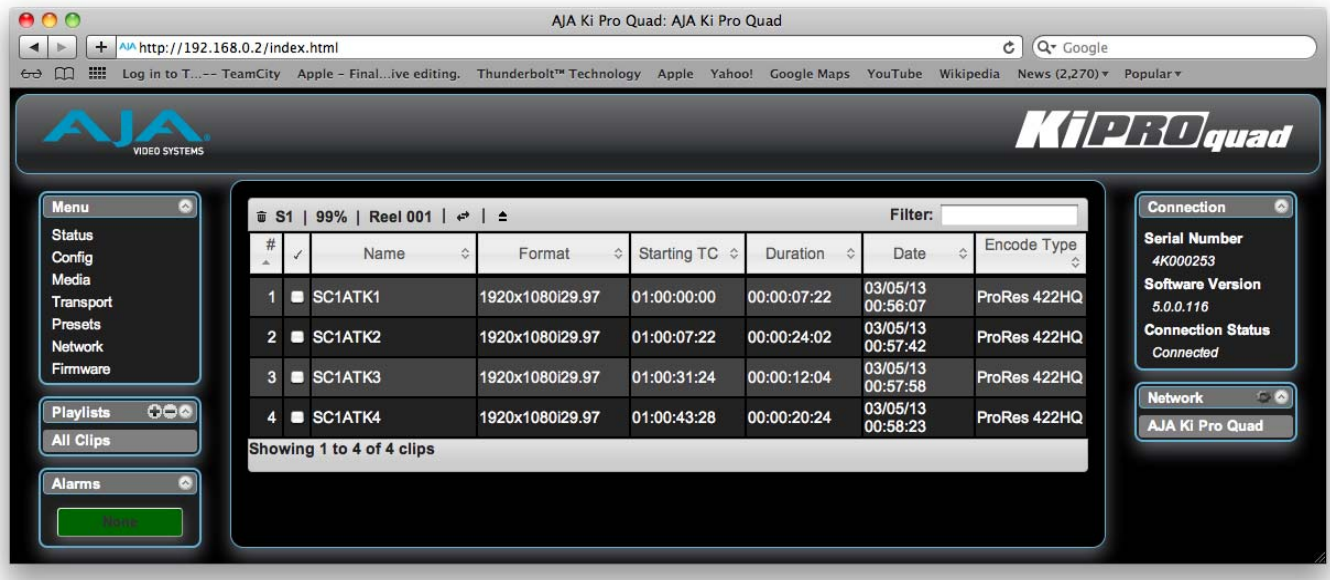 AJA Ki Pro Quad: AJA Ki Pro Quad
AJA http://192.168.0.2/index.html
Google
Log in to T...-- TeamCity Apple – Final...ive editing. Thunderbolt™ Technology Apple Yahoo! Google Maps YouTube Wikipedia News (2,270) Popular
AJA
VIDEO SYSTEMS
Ki PRO quad
Menu
Status
Config
Media
Transport
Presets
Network
Firmware
Playlists
All Clips
Alarms
None
S1 | 99% | Reel 001 | |
Filter:
# ✓ Name Format Starting TC Duration Date Encode Type
1 SC1ATK1 1920x1080i29.97 01:00:00:00 00:00:07:22 03/05/13 00:56:07 ProRes 422HQ
2 SC1ATK2 1920x1080i29.97 01:00:07:22 00:00:24:02 03/05/13 00:57:42 ProRes 422HQ
3 SC1ATK3 1920x1080i29.97 01:00:31:24 00:00:12:04 03/05/13 00:57:58 ProRes 422HQ
4 SC1ATK4 1920x1080i29.97 01:00:43:28 00:00:20:24 03/05/13 00:58:23 ProRes 422HQ
Showing 1 to 4 of 4 clips
Connection
Serial Number
4K000253
Software Version
5.0.0.116
Connection Status
Connected
Network
AJA Ki Pro Quad